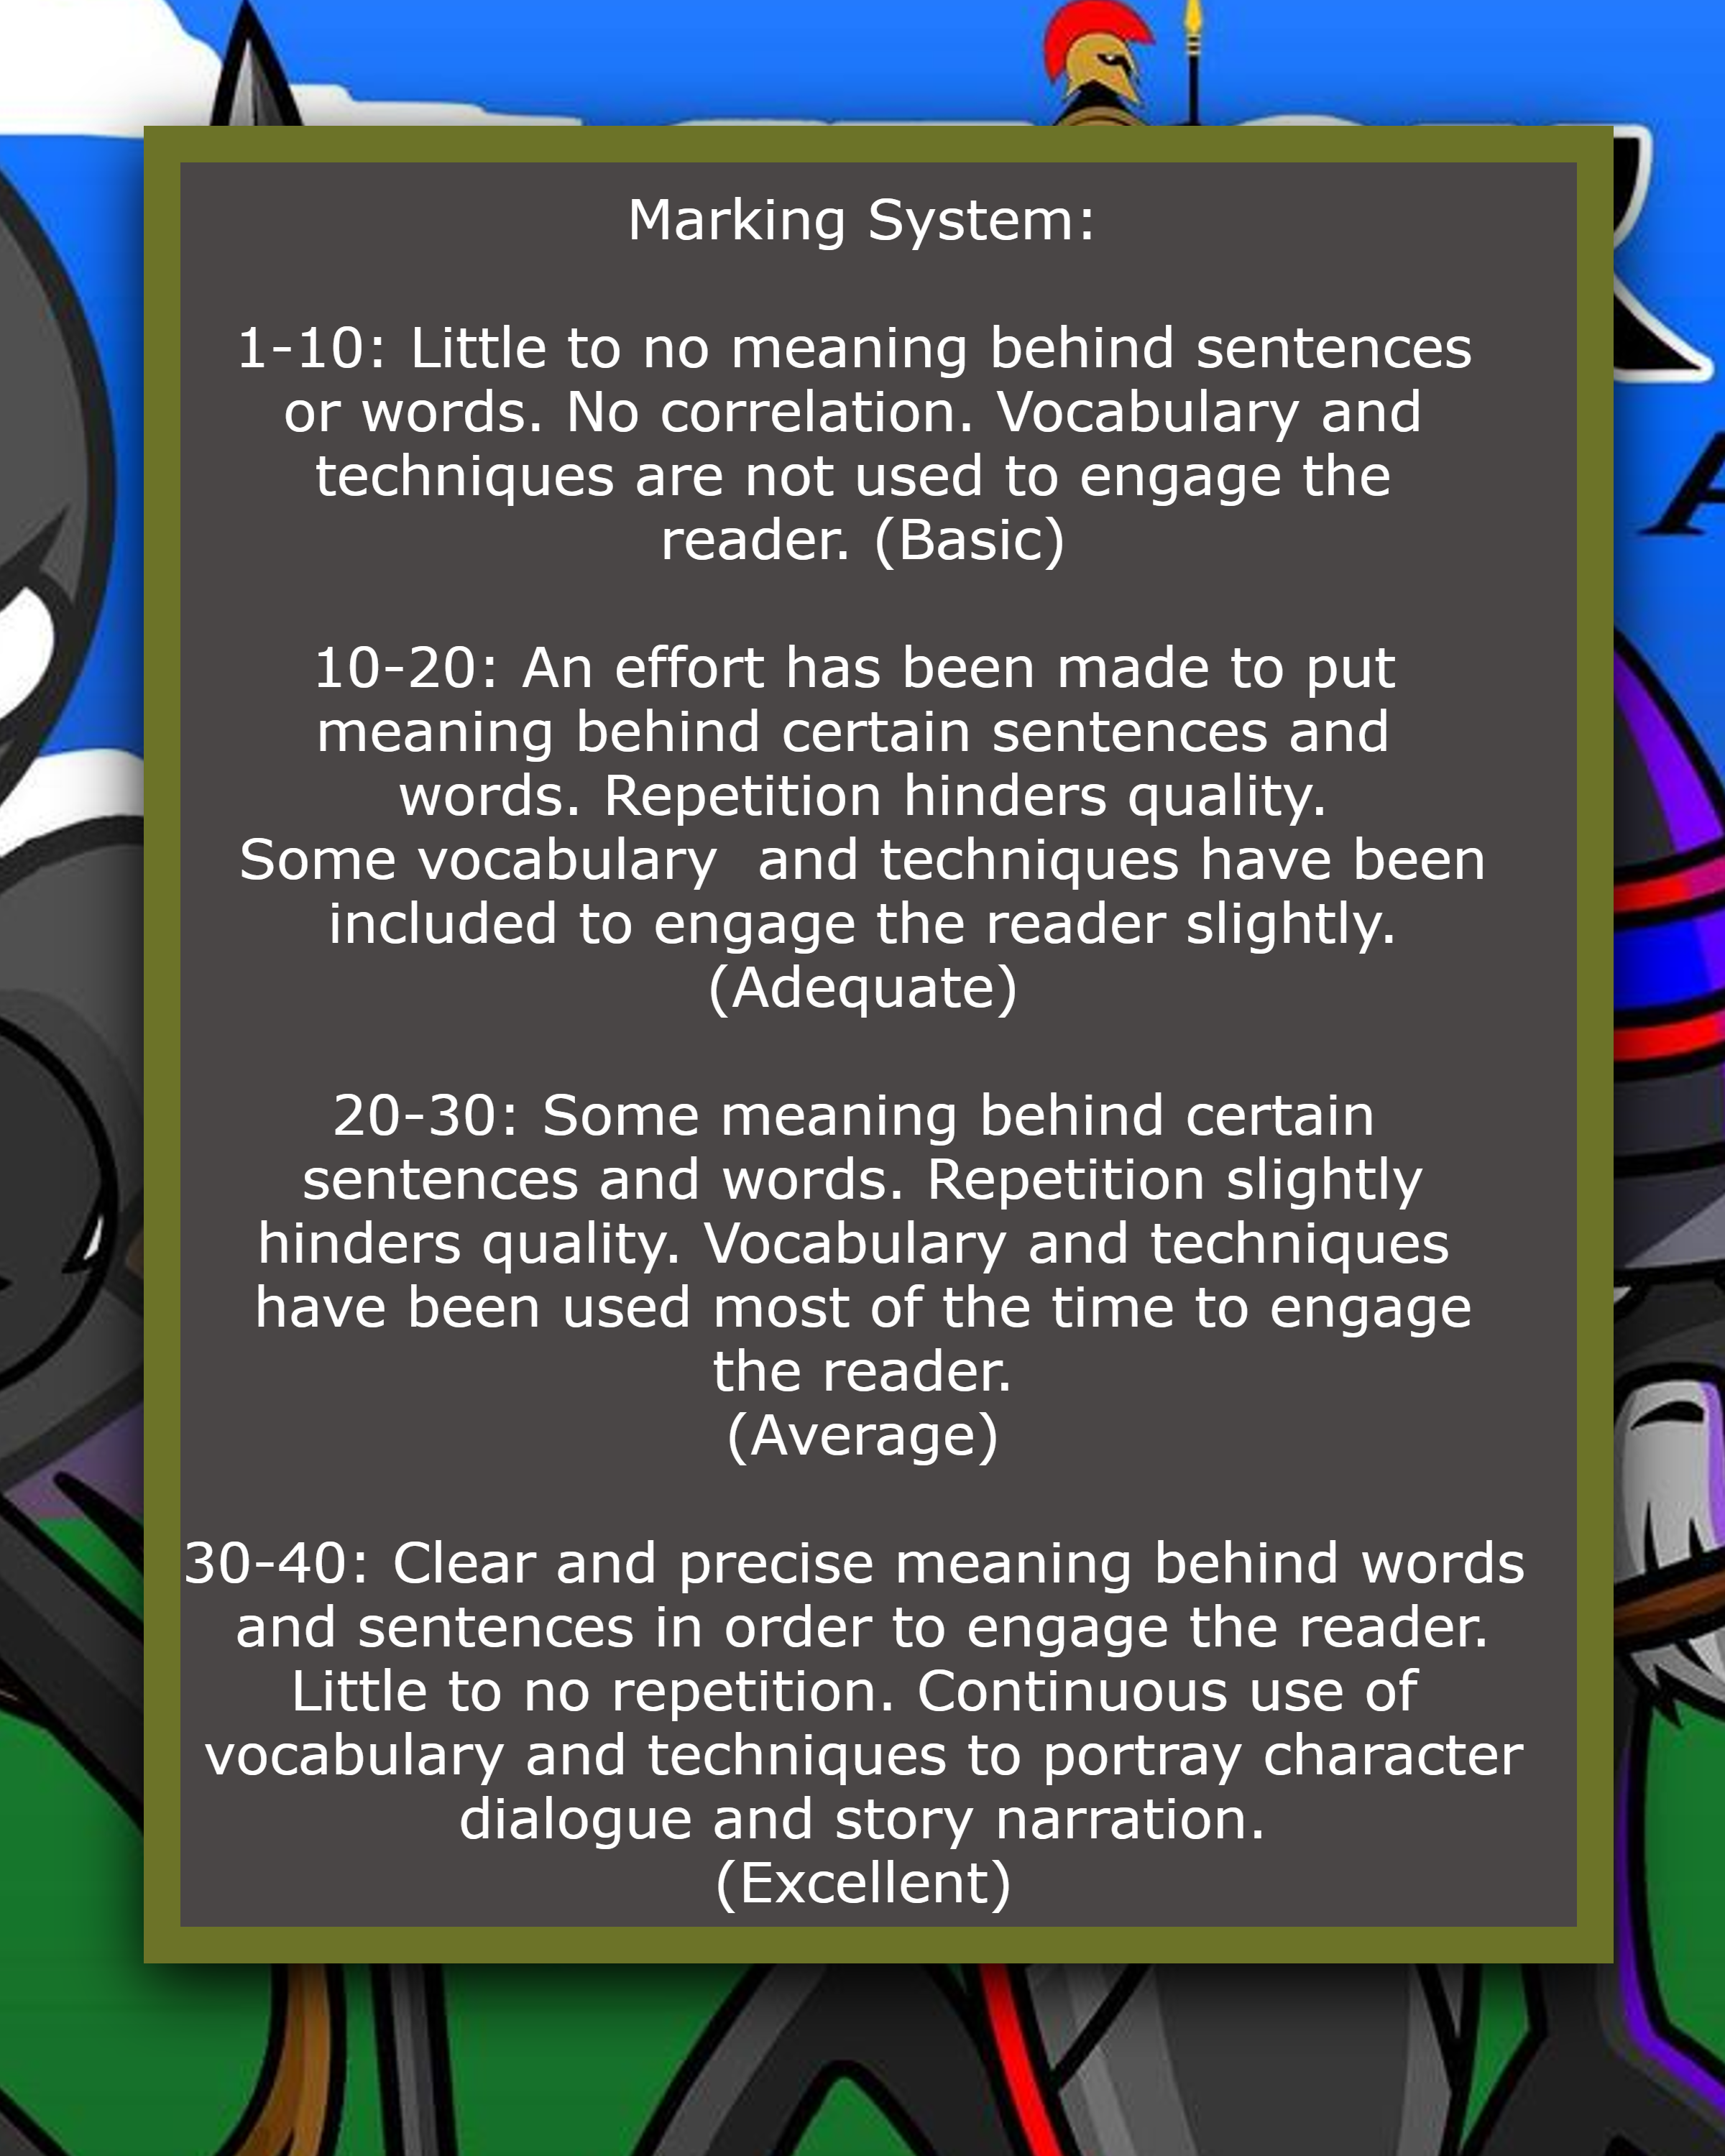 Marking System:
1-10: Little to no meaning behind sentences
or words. No correlation. Vocabulary and
techniques are not used to engage the
reader. (Basic)
10-20: An effort has been made to put
meaning behind certain sentences and
words. Repetition hinders quality.
Some vocabulary  and techniques have been
included to engage the reader slightly.
(Adequate)
20-30: Some meaning behind certain
sentences and words. Repetition slightly
hinders quality. Vocabulary and techniques
have been used most of the time to engage
the reader.
(Average)
30-40: Clear and precise meaning behind words
and sentences in order to engage the reader.
Little to no repetition. Continuous use of
vocabulary and techniques to portray character
dialogue and story narration.
(Excellent)